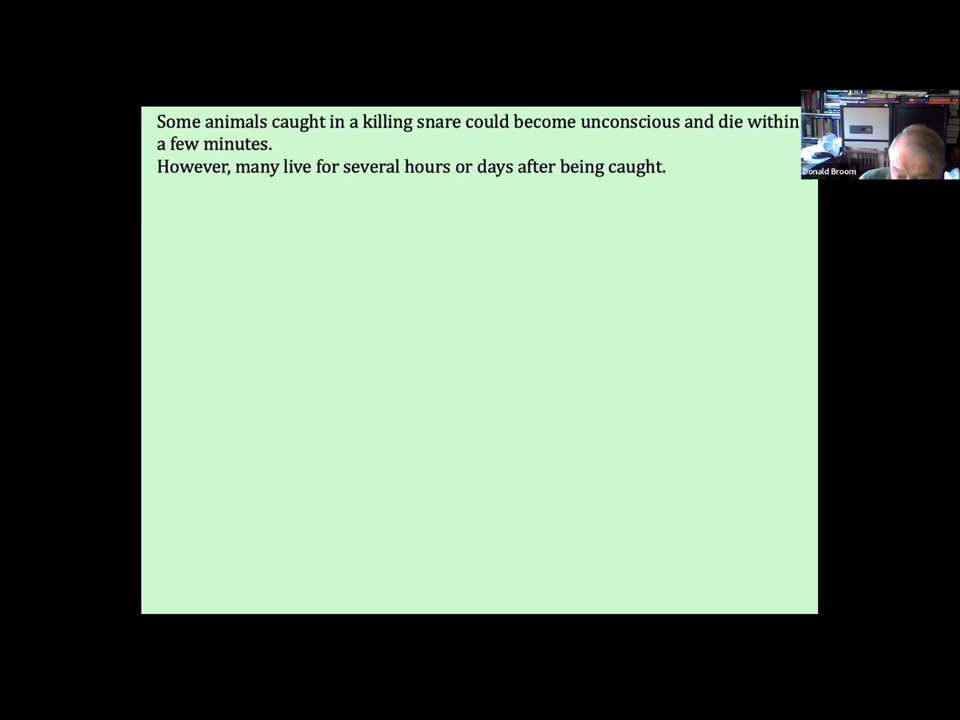 Some animals caught in a killing snare could become unconscious and die within
a few minutes.
However, many live for several hours or days after being caught.
Donald Broom